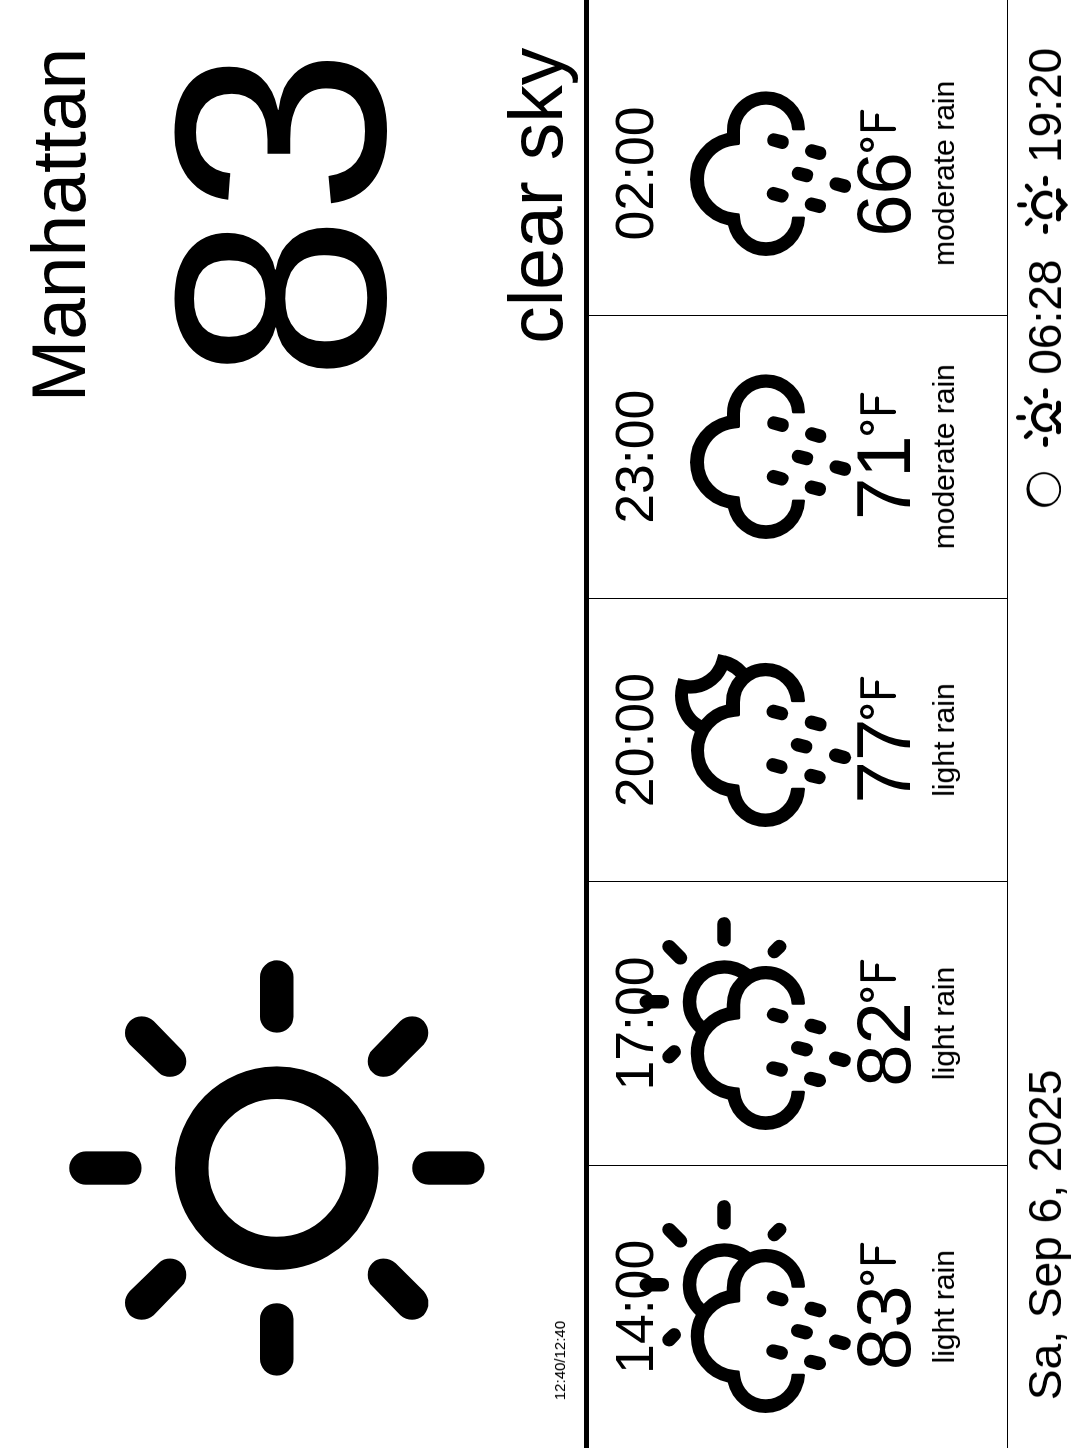 Manhattan
83
clear sky
12:40/12:40
14:00
83°F
light rain
17:00
82°F
light rain
20:00
77°F
light rain
23:00
71°F
moderate rain
02:00
66°F
moderate rain
Sa, Sep 6, 2025
06:28
19:20